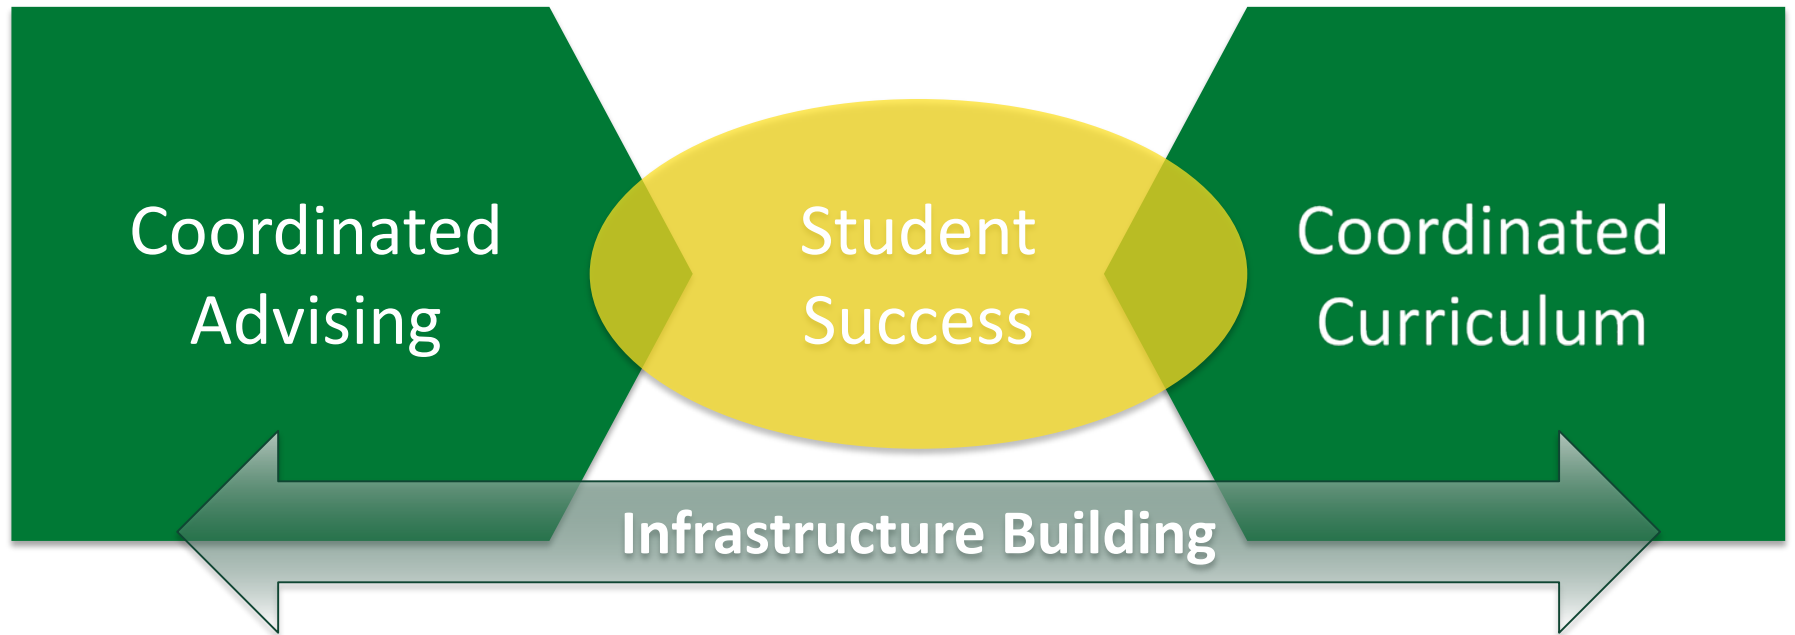 Coordinated
Advising
Student
Success
Coordinated
Curriculum
Infrastructure Building